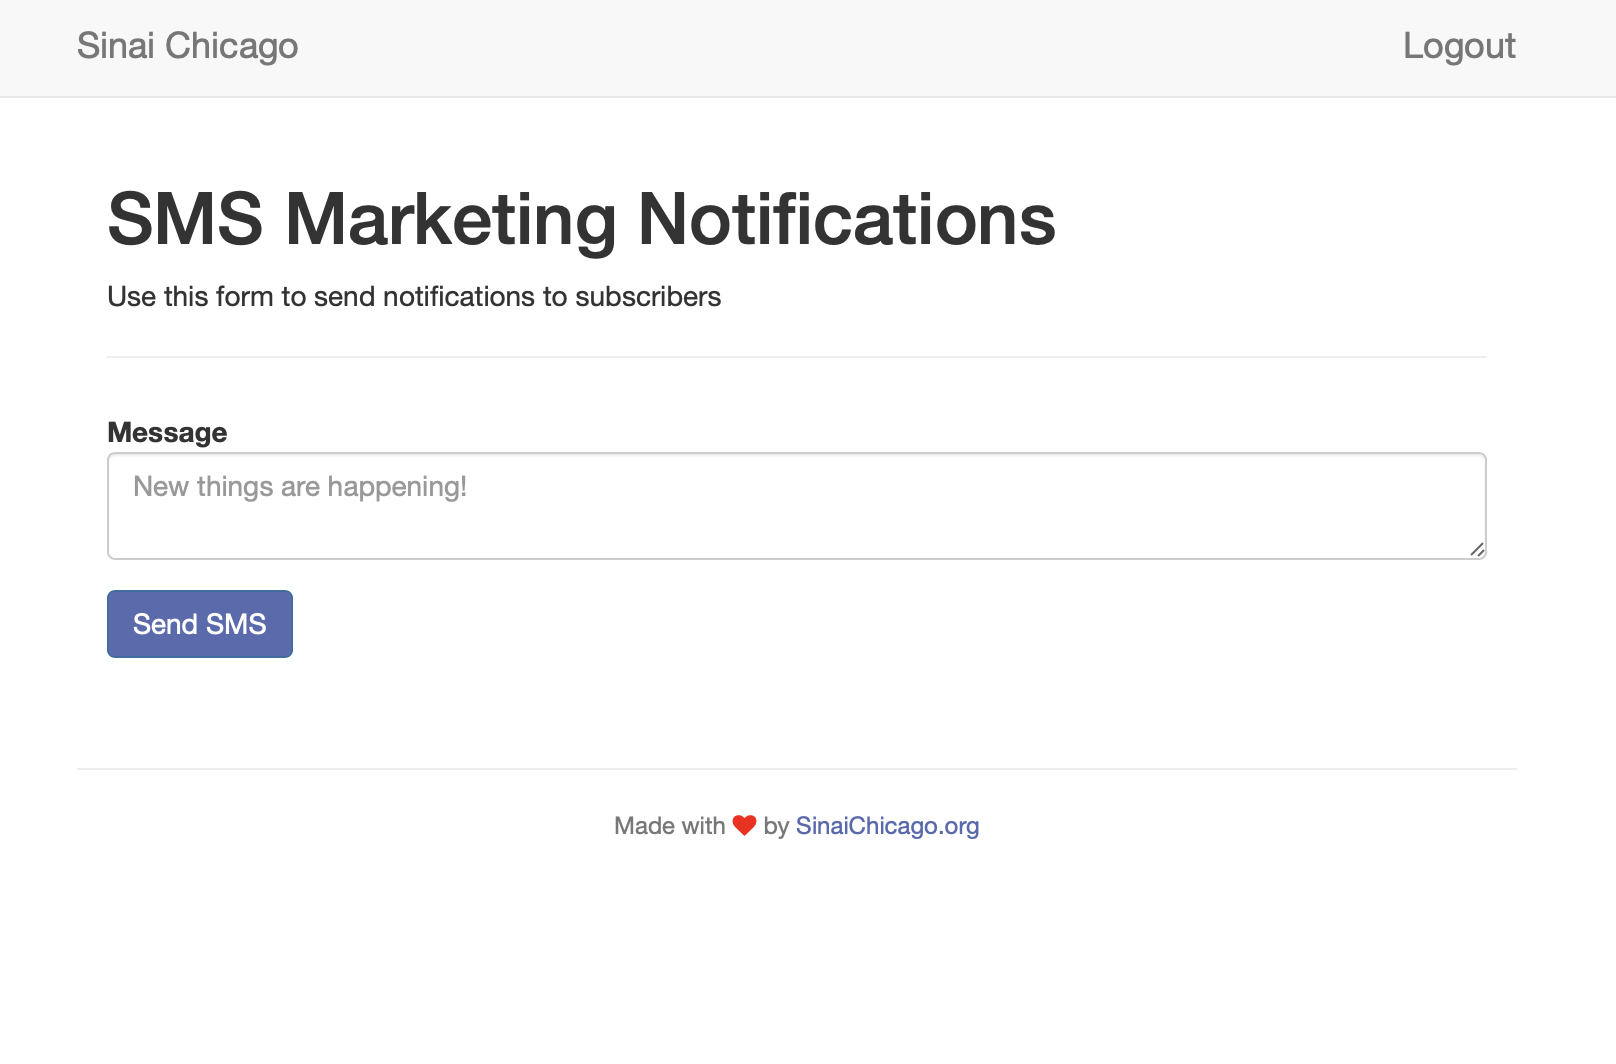 Sinai Chicago
Logout
SMS Marketing Notifications
Use this form to send notifications to subscribers
Message
New things are happening!
Send SMS
Made with ❤ by SinaiChicago.org